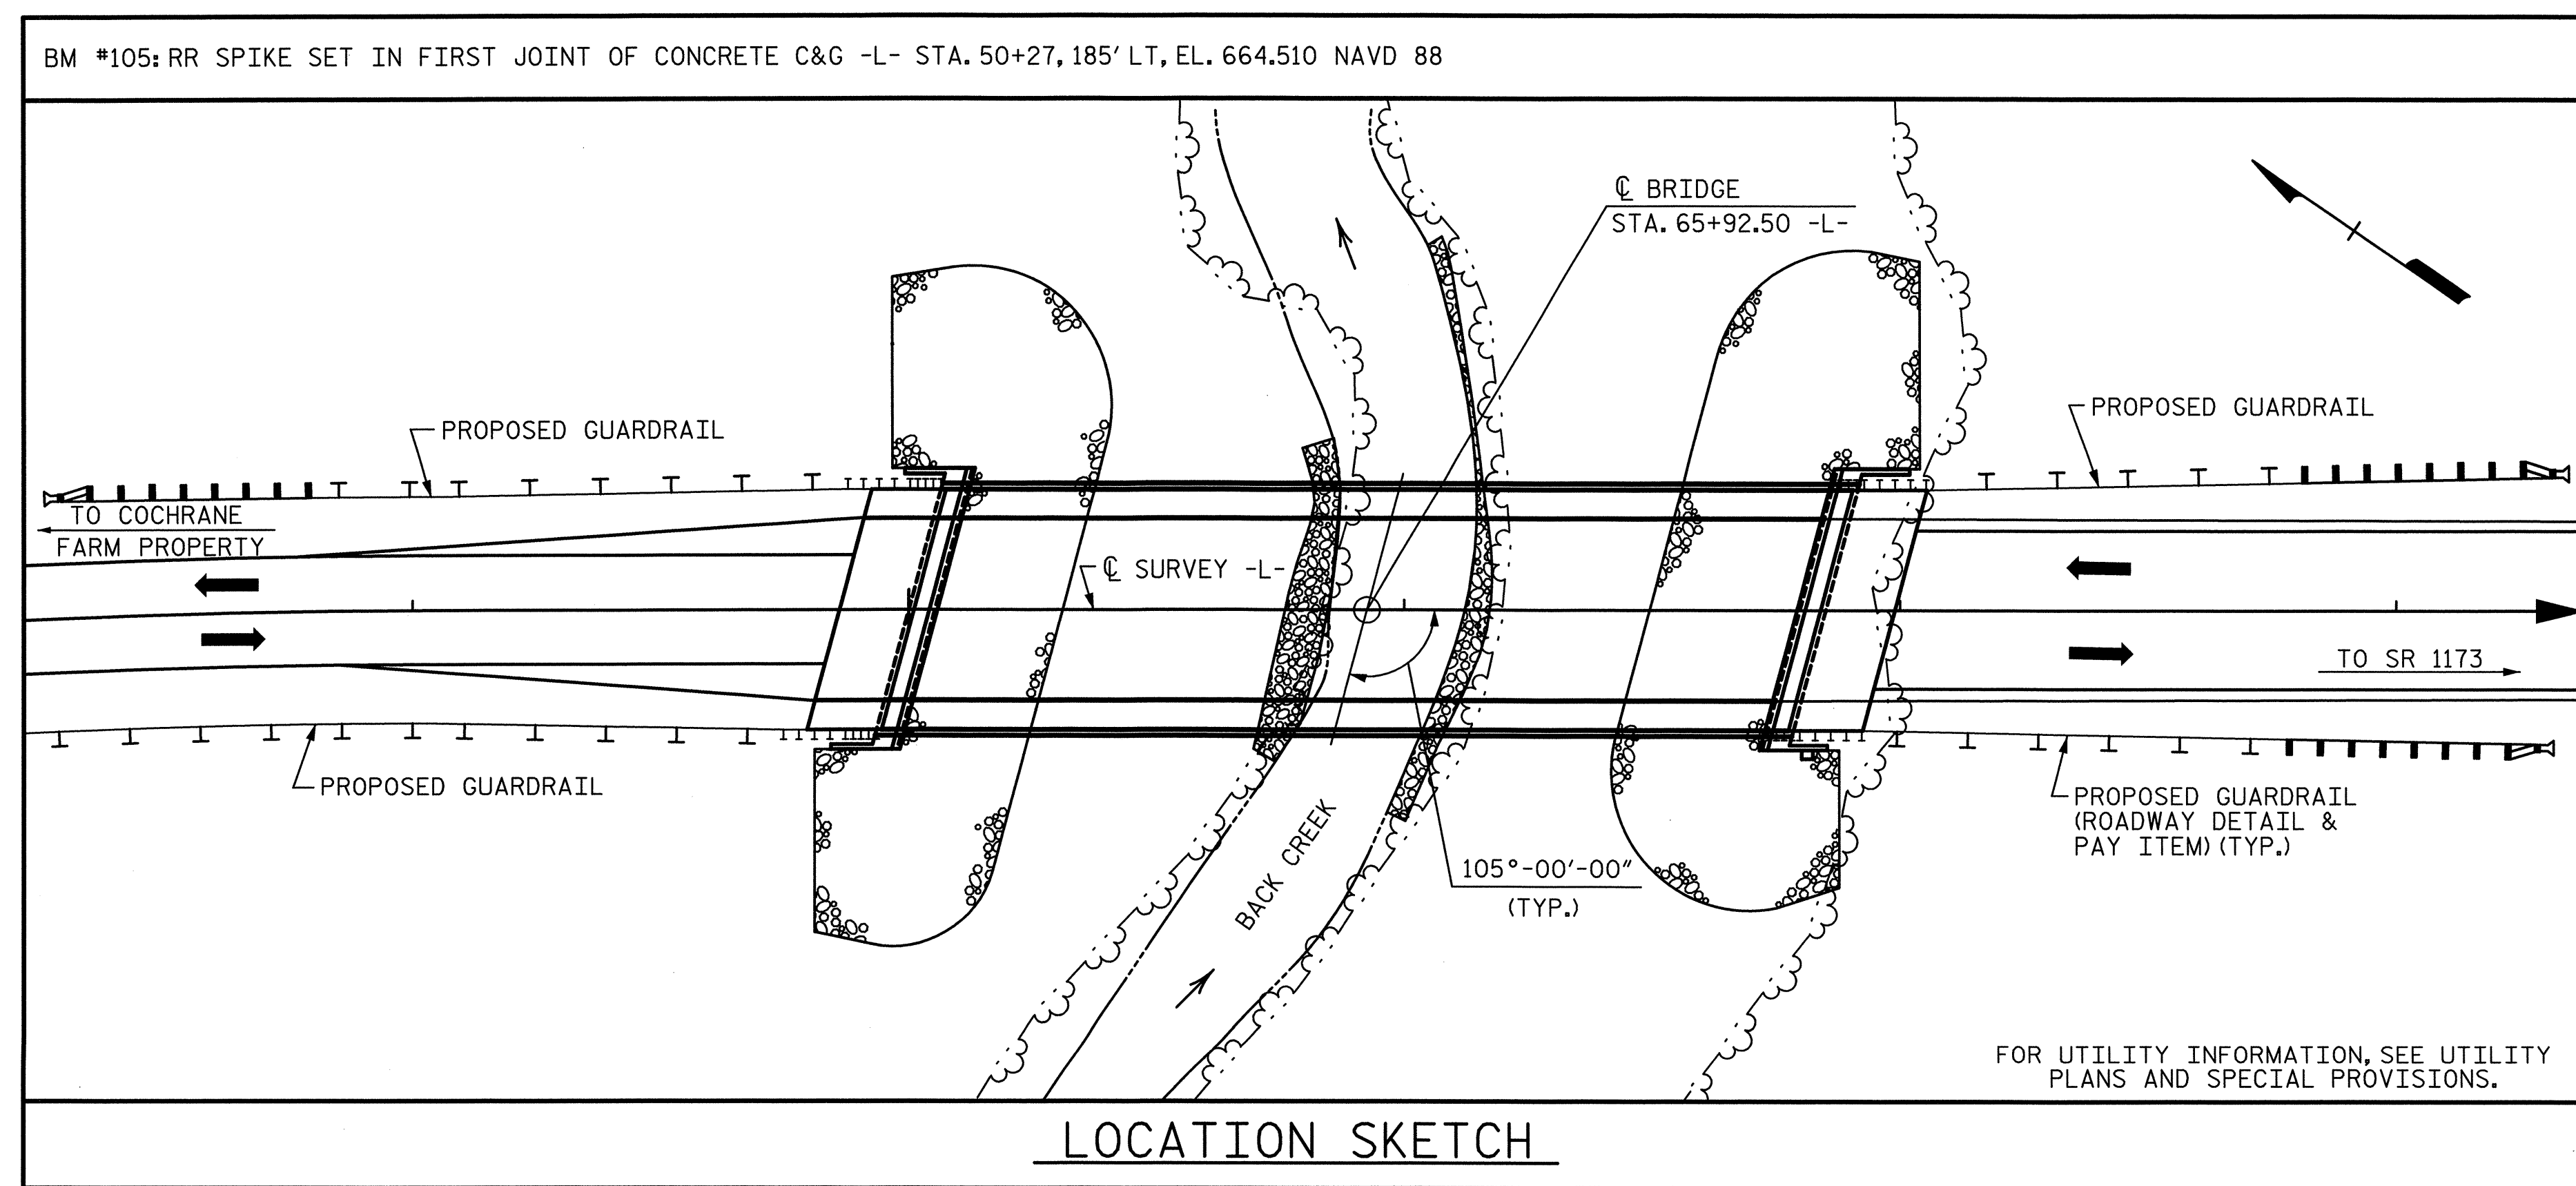 BM #105: RR SPIKE SET IN FIRST JOINT OF CONCRETE C&G -L- STA. 50+27, 185' LT, EL. 664.510 NAVD 88
℄ BRIDGE
STA. 65+92.50 -L-
PROPOSED GUARDRAIL
PROPOSED GUARDRAIL
TO COCHRANE
FARM PROPERTY
℄ SURVEY -L-
TO SR 1173
PROPOSED GUARDRAIL
PROPOSED GUARDRAIL
(ROADWAY DETAIL &
PAY ITEM) (TYP.)
BACK CREEK
105°-00'-00"
(TYP.)
FOR UTILITY INFORMATION, SEE UTILITY
PLANS AND SPECIAL PROVISIONS.
LOCATION SKETCH